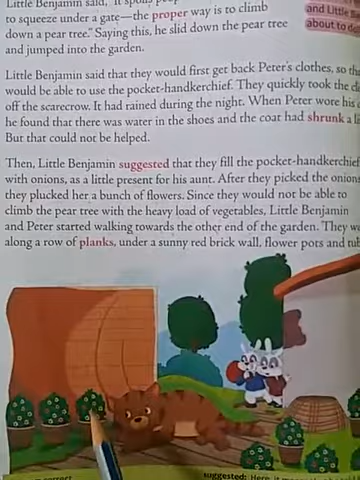 Little Benjamin said, "It spoils
to squeeze under a gate—the proper way is to climb
down a pear tree." Saying this, he slid down the pear tree
and jumped into the garden.
and Little B
about to de
Little Benjamin said that they would first get back Peter's clothes, so th
would be able to use the pocket-handkerchief. They quickly took the
off the scarecrow. It had rained during the night. When Peter wore his
he found that there was water in the shoes and the coat had shrunk a li
But that could not be helped.
Then, Little Benjamin suggested that they fill the pocket-handkerchief
with onions, as a little present for his aunt. After they picked the onions
they plucked her a bunch of flowers. Since they would not be able to
climb the pear tree with the heavy load of vegetables, Little Benjamin
and Peter started walking towards the other end of the garden. They w
along a row of planks, under a sunny red brick wall, flower pots and tub
suggested: Here, it